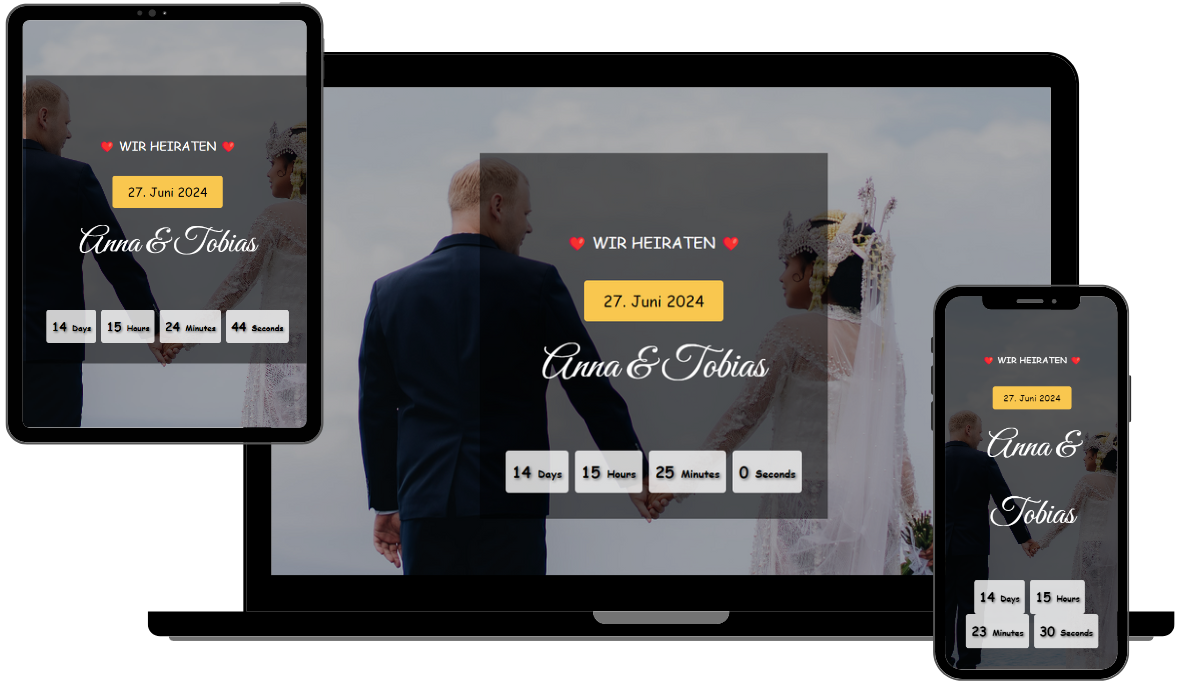 ❤️ WIR HEIRATEN ❤️
27. Juni 2024
Anna & Tobias
14 Days 15 Hours 24 Minutes 44 Seconds
❤️ WIR HEIRATEN ❤️
27. Juni 2024
Anna & Tobias
14 Days 15 Hours 25 Minutes 0 Seconds
❤️ WIR HEIRATEN ❤️
27. Juni 2024
Anna &
Tobias
14 Days 15 Hours
23 Minutes 30 Seconds